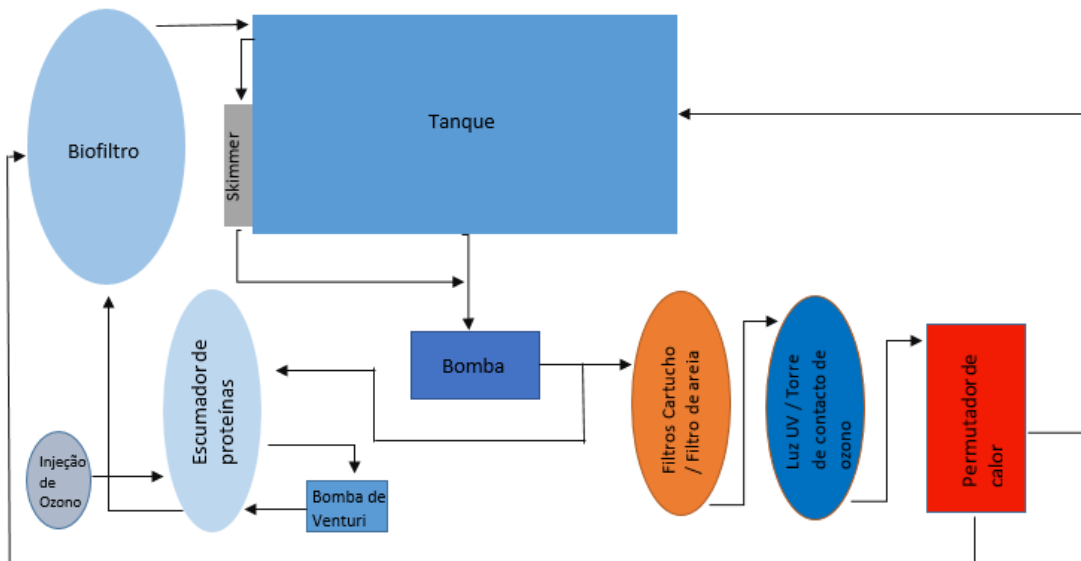 Tanque
Biofiltro
Skimmer
Bomba
Escumador de
proteínas
Injeção
de
Ozono
Bomba de
Venturi
Filtros Cartucho
/ Filtro de areia
Luz UV / Torre
de contacto de
ozono
Permutador de
calor